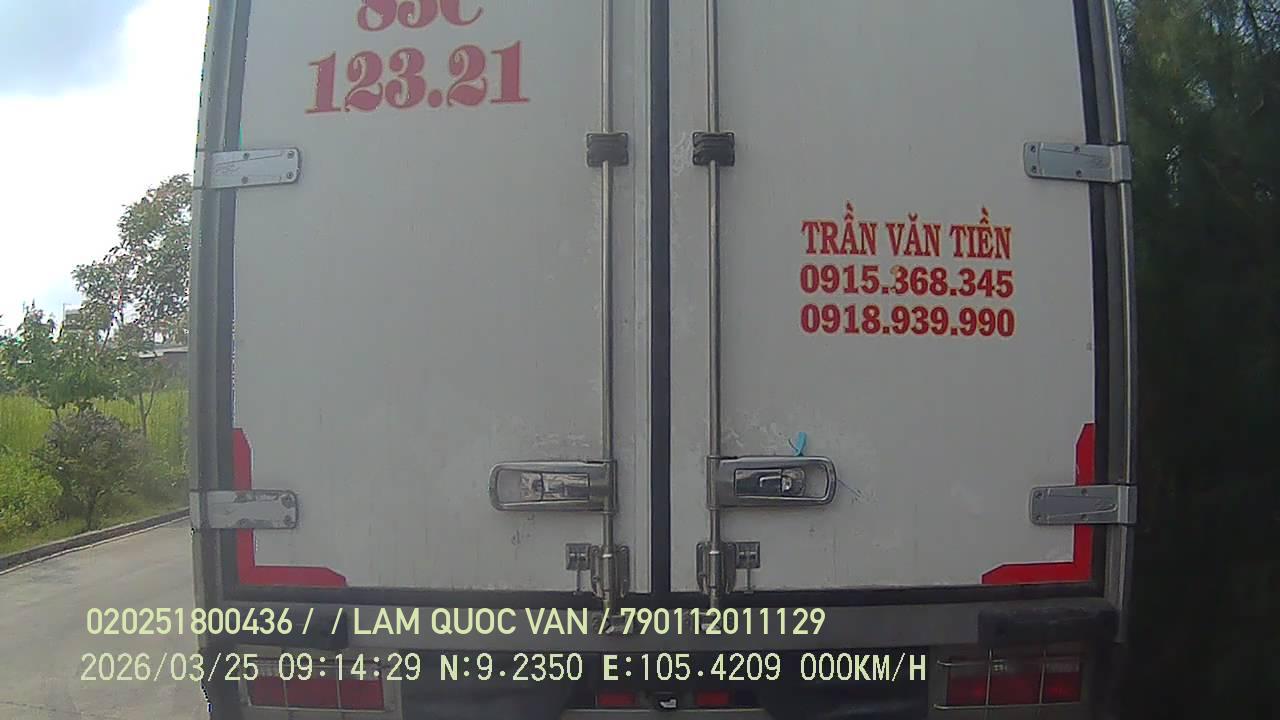 123.21
TRẦN VĂN TIỀN
0915.368.345
0918.939.990
020251800436 / / LAM QUOC VAN / 790112011129
2026/03/25 09:14:29 N:9.2350 E:105.4209 000KM/H